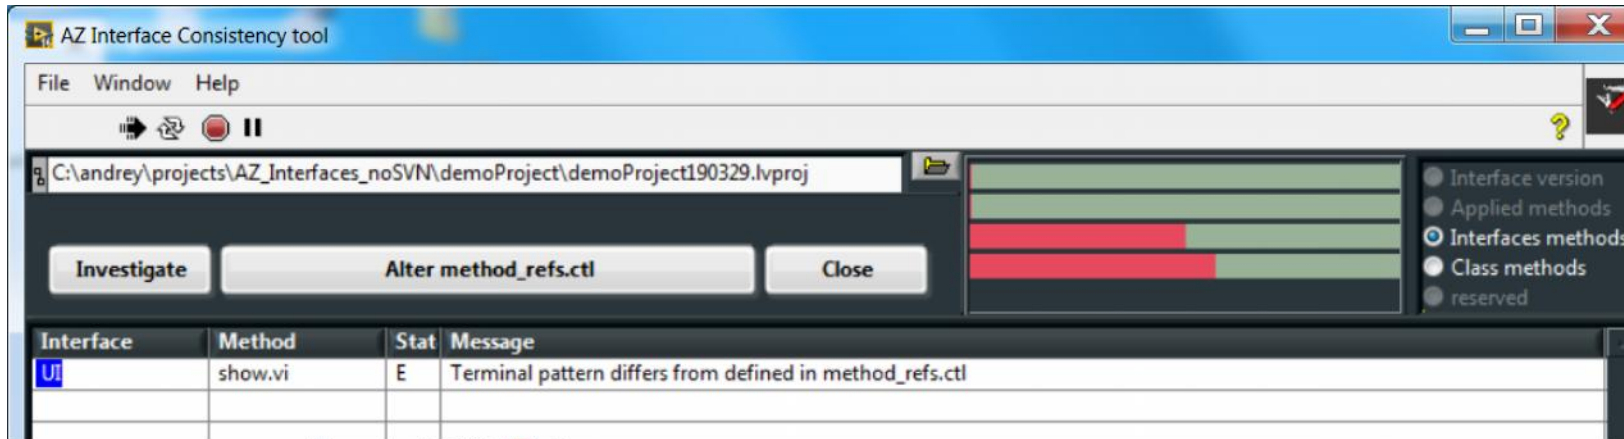 AZ Interface Consistency tool
File Window Help
C:\andrey\projects\AZ_Interfaces_noSVN\demoProject\demoProject190329.lvproj
Interface version
Applied methods
Interfaces methods
Investigate Alter method_refs.ctl Close
Class methods
reserved
Interface Method Stat Message
UI show.vi E Terminal pattern differs from defined in method_refs.ctl